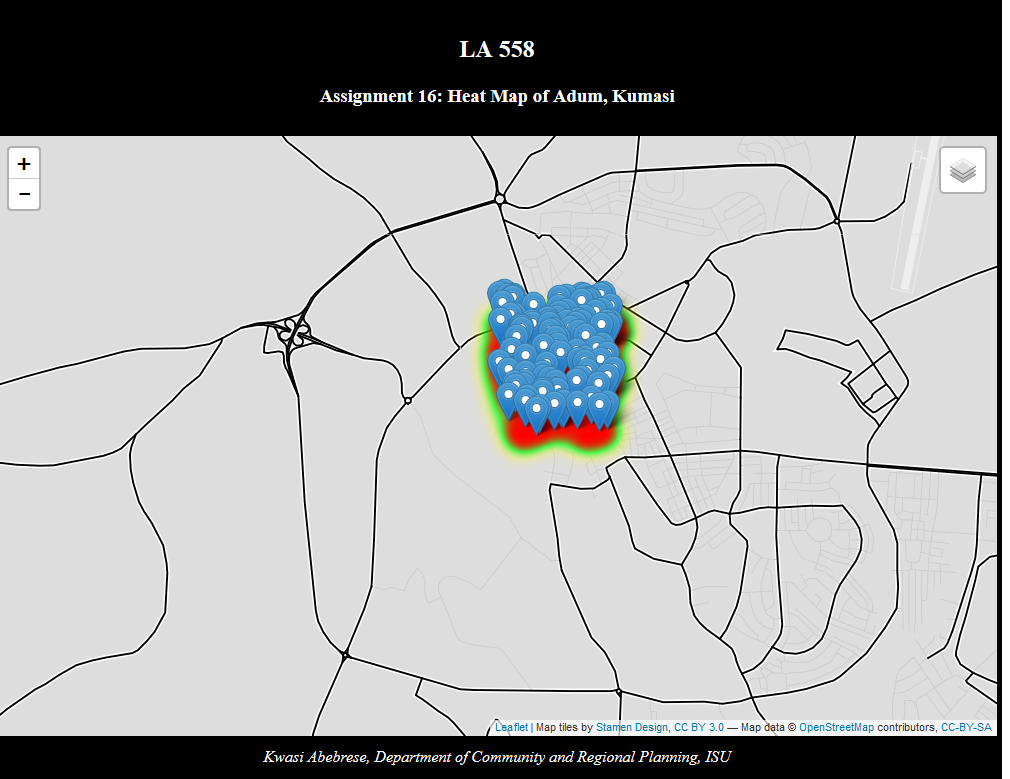 LA 558
Assignment 16: Heat Map of Adum, Kumasi
+
−
Leaflet | Map tiles by Stamen Design, CC BY 3.0 — Map data © OpenStreetMap contributors, CC-BY-SA
Kwasi Abebrese, Department of Community and Regional Planning, ISU